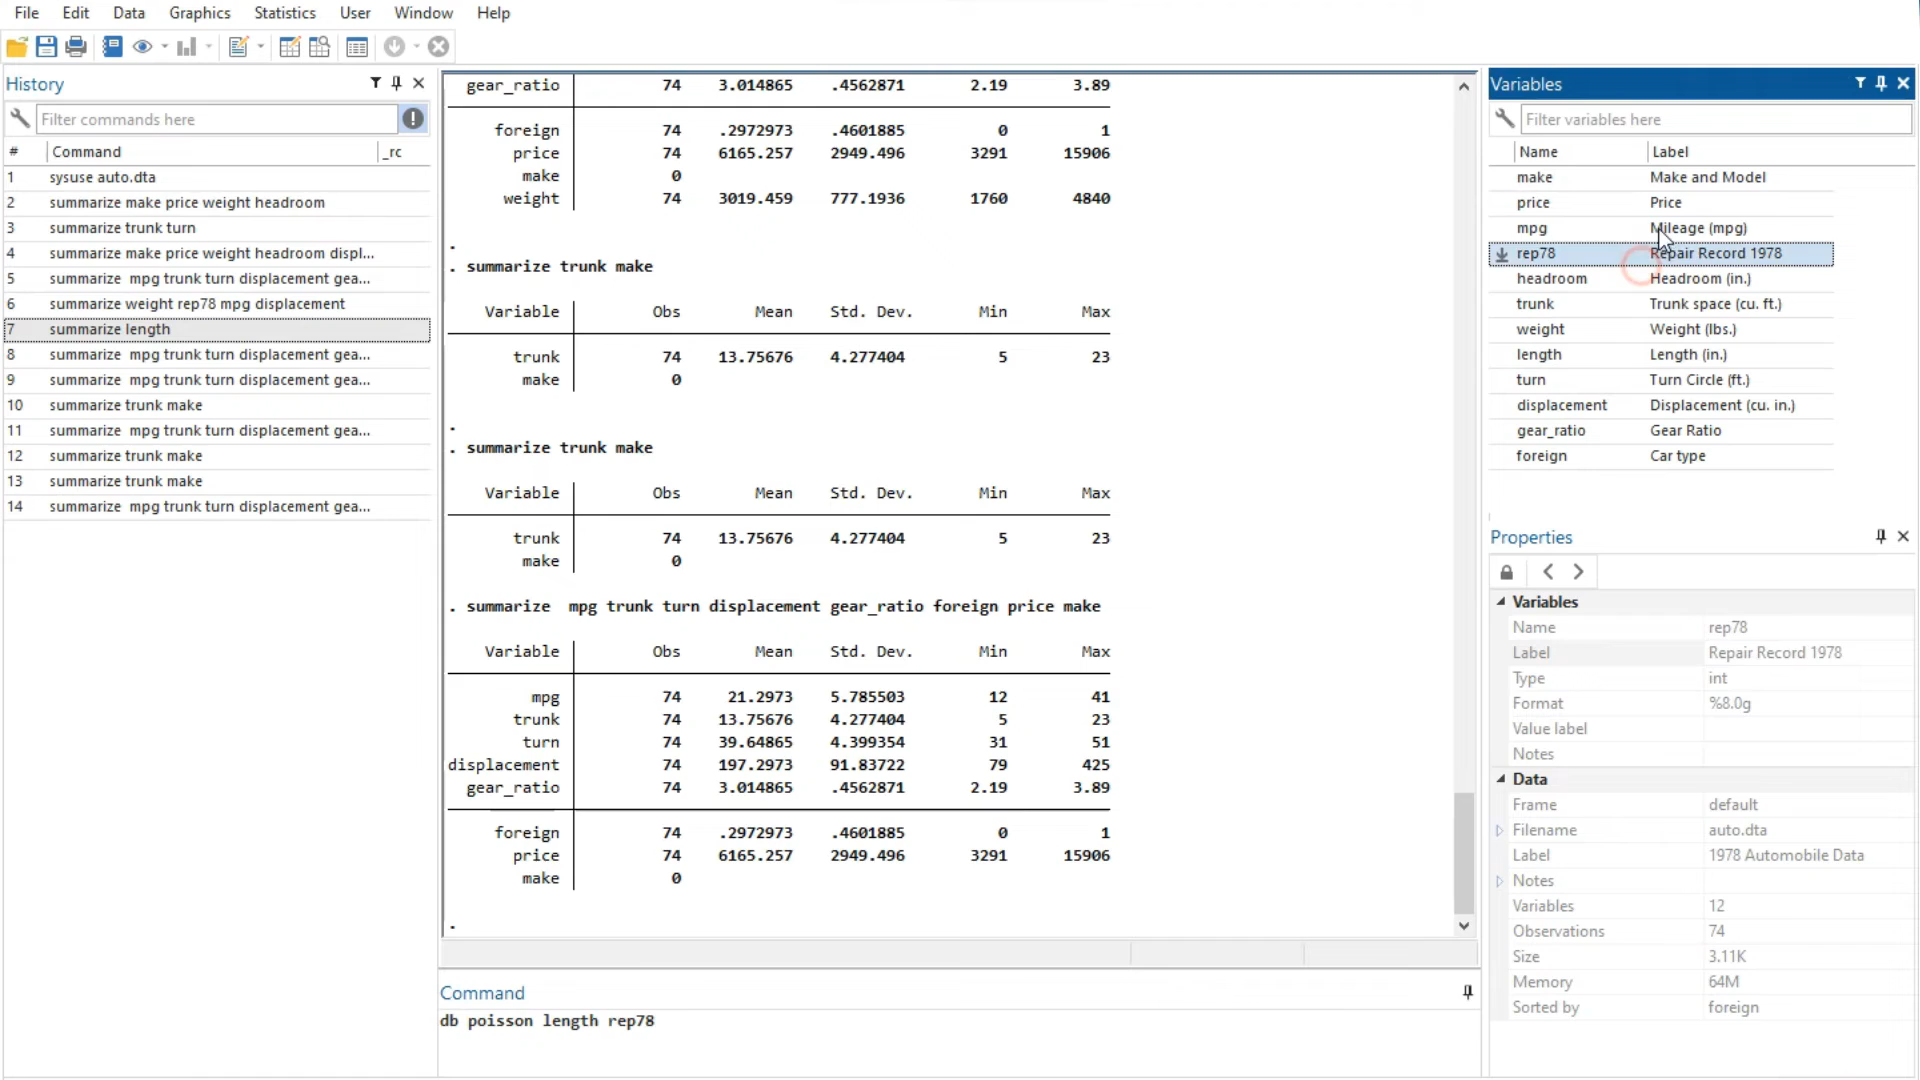 File Edit Data Graphics Statistics User Window Help
History
Filter commands here
# Command _rc
1 sysuse auto.dta
2 summarize make price weight headroom
3 summarize trunk turn
4 summarize make price weight headroom displ...
5 summarize mpg trunk turn displacement gea...
6 summarize weight rep78 mpg displacement
7 summarize length
8 summarize mpg trunk turn displacement gea...
9 summarize mpg trunk turn displacement gea...
10 summarize trunk make
11 summarize mpg trunk turn displacement gea...
12 summarize trunk make
13 summarize trunk make
14 summarize mpg trunk turn displacement gea...
gear_ratio 74 3.014865 .4562871 2.19 3.89
foreign 74 .2972973 .4601885 0 1
price 74 6165.257 2949.496 3291 15906
make 0
weight 74 3019.459 777.1936 1760 4840
.
. summarize trunk make
Variable Obs Mean Std. Dev. Min Max
trunk 74 13.75676 4.277404 5 23
make 0
.
. summarize trunk make
Variable Obs Mean Std. Dev. Min Max
trunk 74 13.75676 4.277404 5 23
make 0
. summarize  mpg trunk turn displacement gear_ratio foreign price make
Variable Obs Mean Std. Dev. Min Max
mpg 74 21.2973 5.785503 12 41
trunk 74 13.75676 4.277404 5 23
turn 74 39.64865 4.399354 31 51
displacement 74 197.2973 91.83722 79 425
gear_ratio 74 3.014865 .4562871 2.19 3.89
foreign 74 .2972973 .4601885 0 1
price 74 6165.257 2949.496 3291 15906
make 0
.
Command
db poisson length rep78
Variables
Filter variables here
Name Label
make Make and Model
price Price
mpg Mileage (mpg)
rep78 Repair Record 1978
headroom Headroom (in.)
trunk Trunk space (cu. ft.)
weight Weight (lbs.)
length Length (in.)
turn Turn Circle (ft.)
displacement Displacement (cu. in.)
gear_ratio Gear Ratio
foreign Car type
Properties
Variables
Name rep78
Label Repair Record 1978
Type int
Format %8.0g
Value label
Notes
Data
Frame default
Filename auto.dta
Label 1978 Automobile Data
Notes
Variables 12
Observations 74
Size 3.11K
Memory 64M
Sorted by foreign